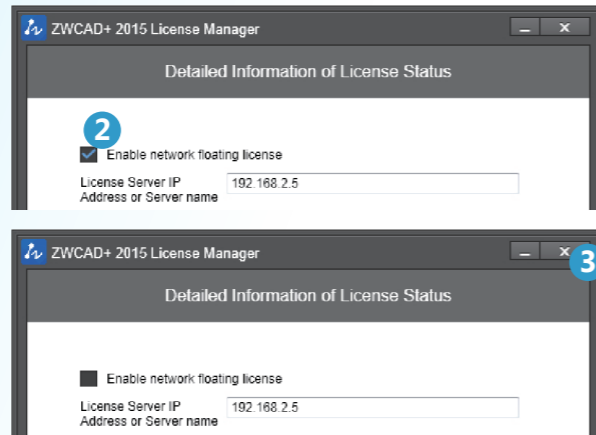 ZWCAD+ 2015 License Manager
Detailed Information of License Status
2
Enable network floating license
License Server IP
Address or Server name
192.168.2.5
ZWCAD+ 2015 License Manager
3
Detailed Information of License Status
Enable network floating license
License Server IP
Address or Server name
192.168.2.5